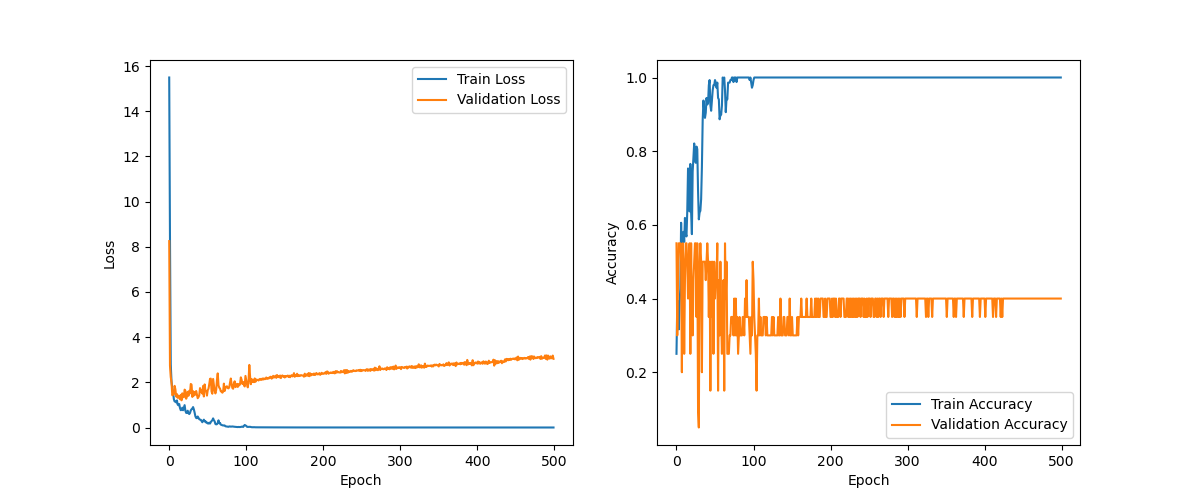 16
14
12
10
8
6
4
2
0
Loss
0 100 200 300 400 500
Epoch
Train Loss
Validation Loss
1.0
0.8
0.6
0.4
0.2
Accuracy
0 100 200 300 400 500
Epoch
Train Accuracy
Validation Accuracy